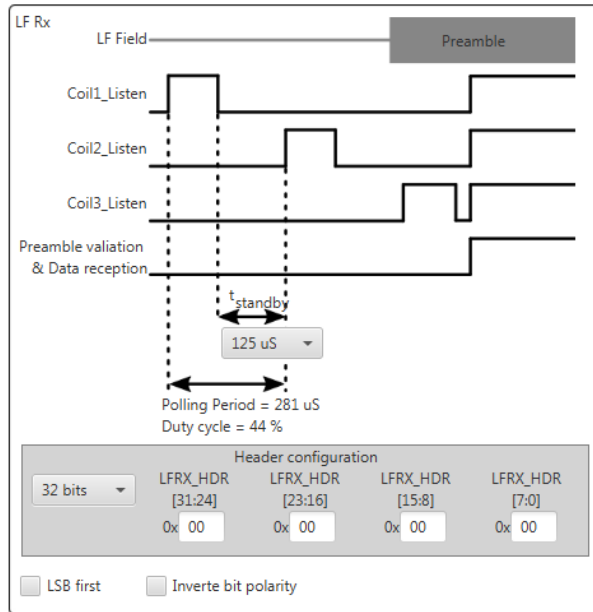 LF Rx
LF Field
Preamble
Coil1_Listen
Coil2_Listen
Coil3_Listen
Preamble valiation
& Data reception
tstandby
125 uS
Polling Period = 281 uS
Duty cycle = 44 %
Header configuration
32 bits
LFRX_HDR LFRX_HDR LFRX_HDR LFRX_HDR
[31:24] [23:16] [15:8] [7:0]
0x 00 0x 00 0x 00 0x 00
LSB first Inverte bit polarity